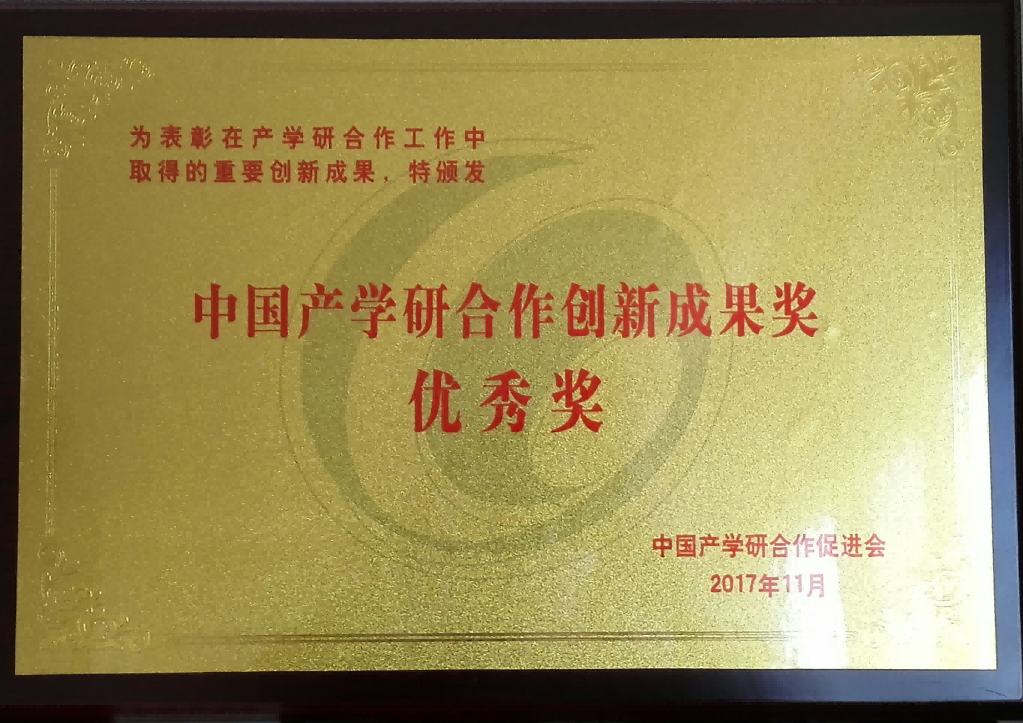 为表彰在产学研合作工作中
取得的重要创新成果，特颁发
中国产学研合作创新成果奖
优秀奖
中国产学研合作促进会
2017年11月